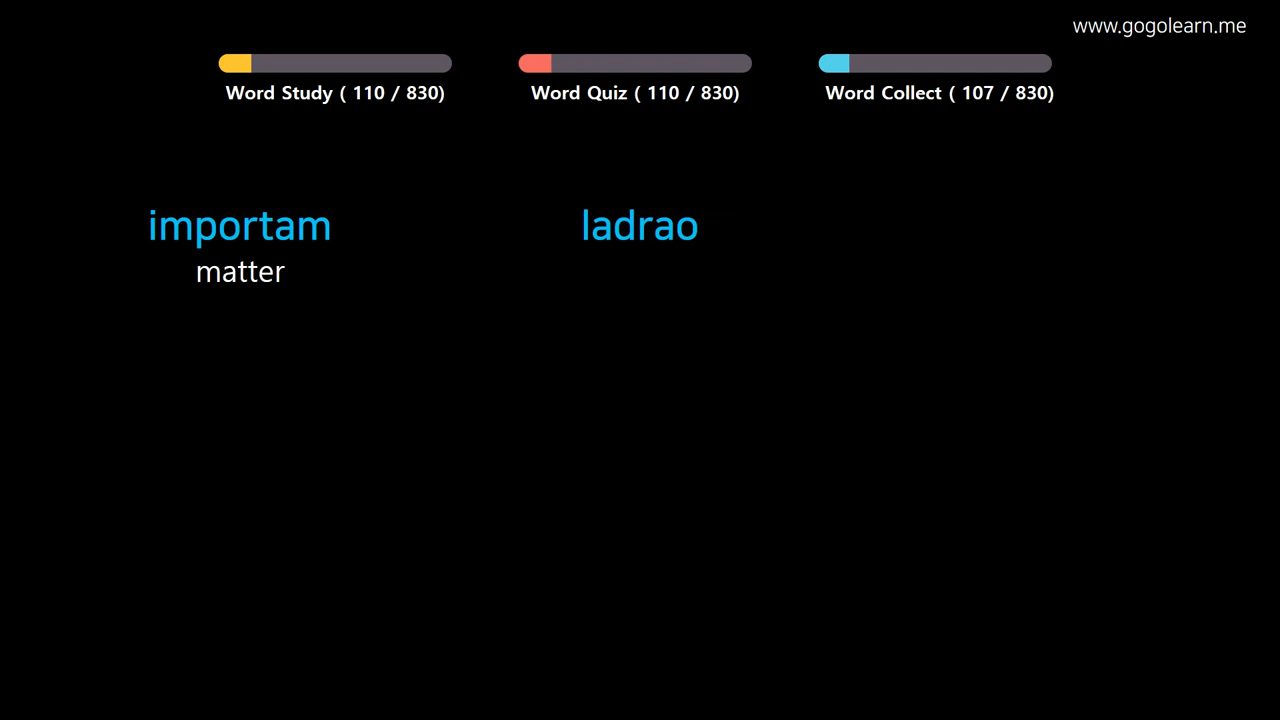 www.gogolearn.me
Word Study ( 110 / 830)
Word Quiz ( 110 / 830)
Word Collect ( 107 / 830)
importam
matter
ladrao